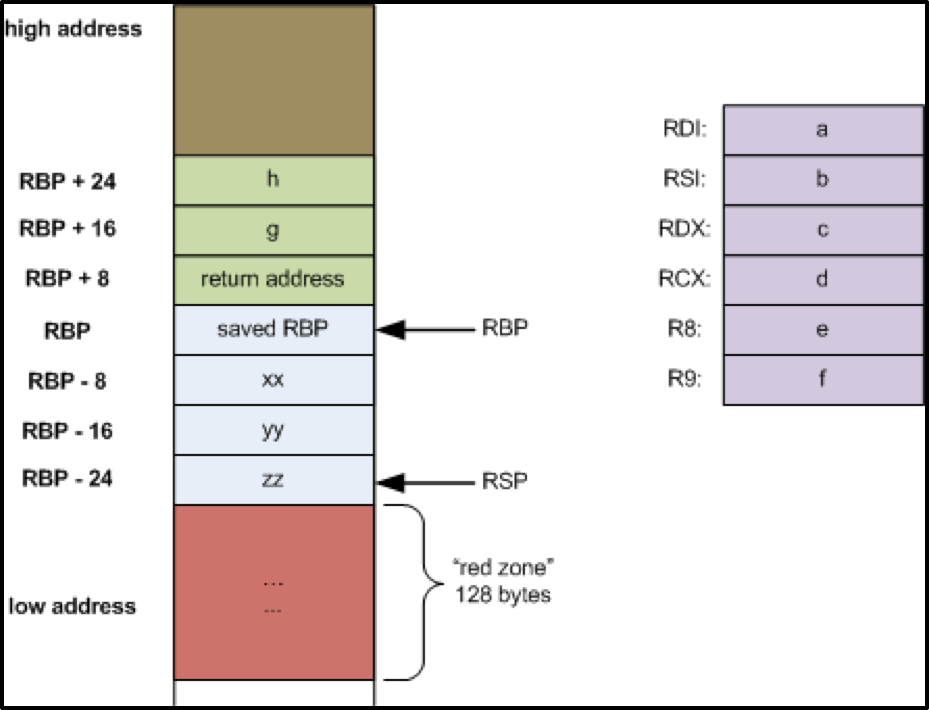 high address
RBP + 24
h
RBP + 16
g
RBP + 8
return address
RBP
saved RBP
RBP
RBP - 8
xx
RBP - 16
yy
RBP - 24
zz
RSP
...
...
low address
"red zone"
128 bytes
RDI:
a
RSI:
b
RDX:
c
RCX:
d
R8:
e
R9:
f